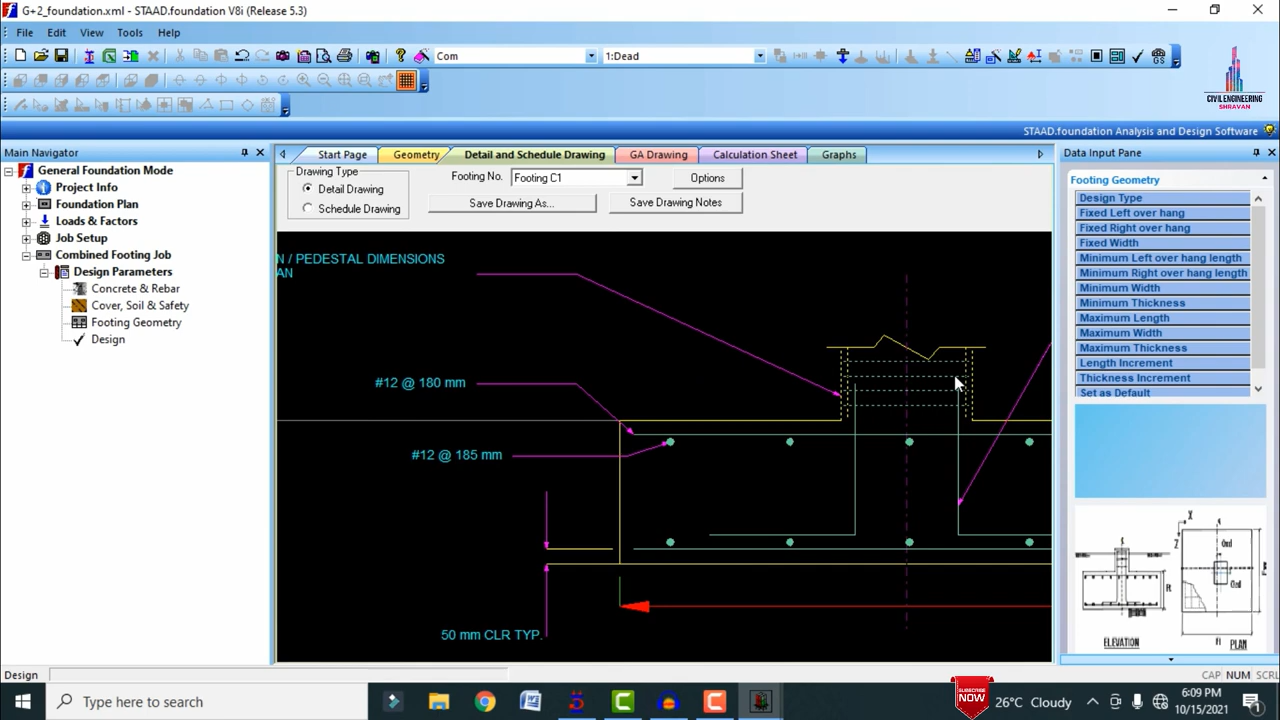 G+2_foundation.xml - STAAD.foundation V8i (Release 5.3)
File Edit View Tools Help
Com 1:Dead
CIVIL ENGINEERING
SHRAVAN
STAAD.foundation Analysis and Design Software
Main Navigator
General Foundation Mode
Project Info
Foundation Plan
Loads & Factors
Job Setup
Combined Footing Job
Design Parameters
Concrete & Rebar
Cover, Soil & Safety
Footing Geometry
Design
Start Page Geometry Detail and Schedule Drawing GA Drawing Calculation Sheet Graphs
Drawing Type
Detail Drawing
Schedule Drawing
Footing No. Footing C1 Options
Save Drawing As... Save Drawing Notes
N / PEDESTAL DIMENSIONS
AN
#12 @ 180 mm
#12 @ 185 mm
50 mm CLR TYP.
Data Input Pane
Footing Geometry
Design Type
Fixed Left over hang
Fixed Right over hang
Fixed Width
Minimum Left over hang length
Minimum Right over hang length
Minimum Width
Minimum Thickness
Maximum Length
Maximum Width
Maximum Thickness
Length Increment
Thickness Increment
Set as Default
X
Z
ELEVATION
PLAN
Design CAP NUM SCRL
Type here to search
SUBSCRIBE
NOW
26°C Cloudy
6:09 PM
10/15/2021